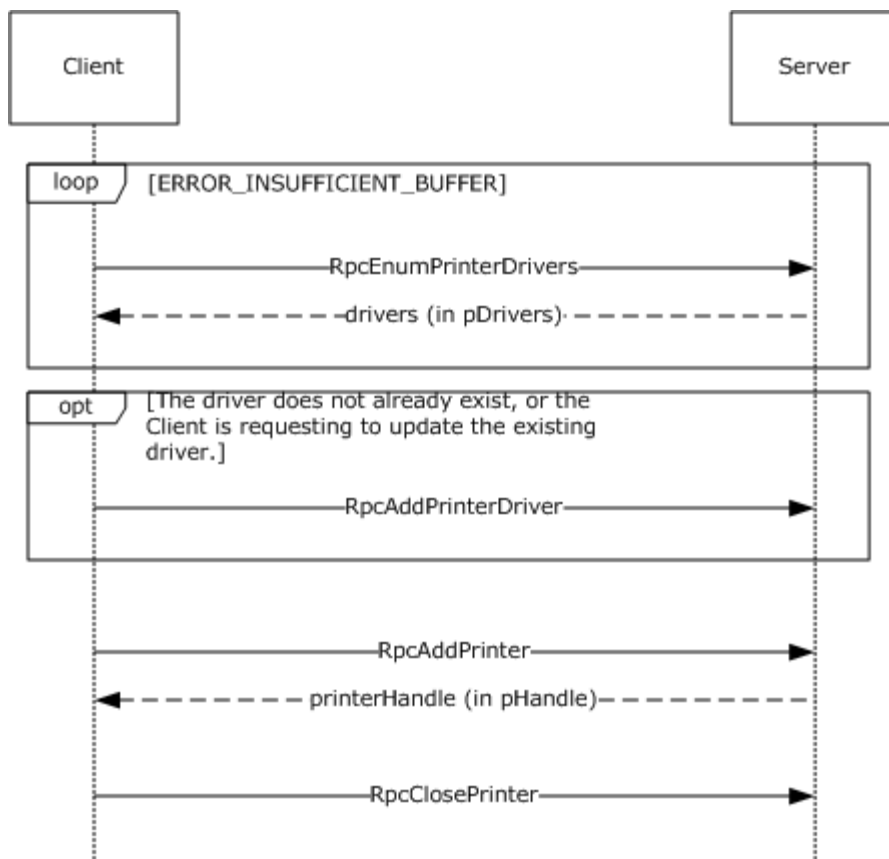 Client
Server
loop
[ERROR_INSUFFICIENT_BUFFER]
RpcEnumPrinterDrivers
drivers (in pDrivers)
opt
[The driver does not already exist, or the
Client is requesting to update the existing
driver.]
RpcAddPrinterDriver
RpcAddPrinter
printerHandle (in pHandle)
RpcClosePrinter